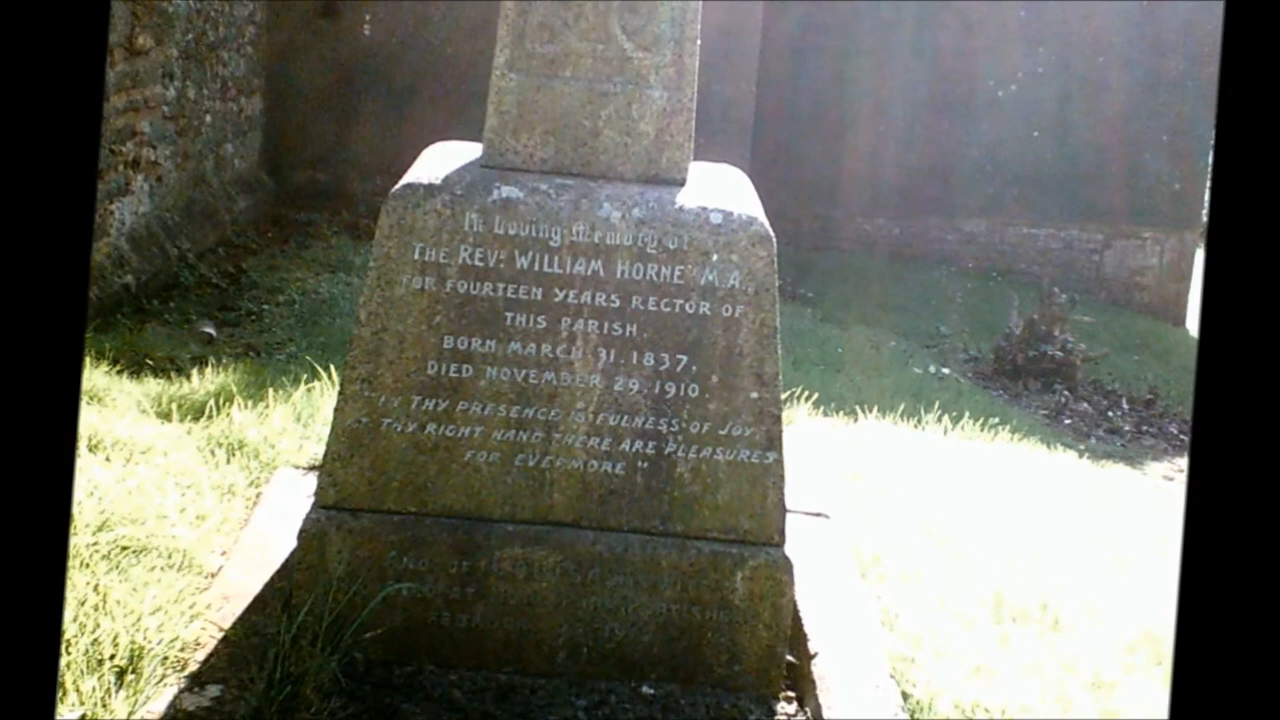 In Loving Memory of
THE REV: WILLIAM HORNE M.A.,
FOR FOURTEEN YEARS RECTOR OF
THIS PARISH.
BORN MARCH 31. 1837,
DIED NOVEMBER 29. 1910.
"IN THY PRESENCE IS FULNESS OF JOY,
AT THY RIGHT HAND THERE ARE PLEASURES
FOR EVERMORE"